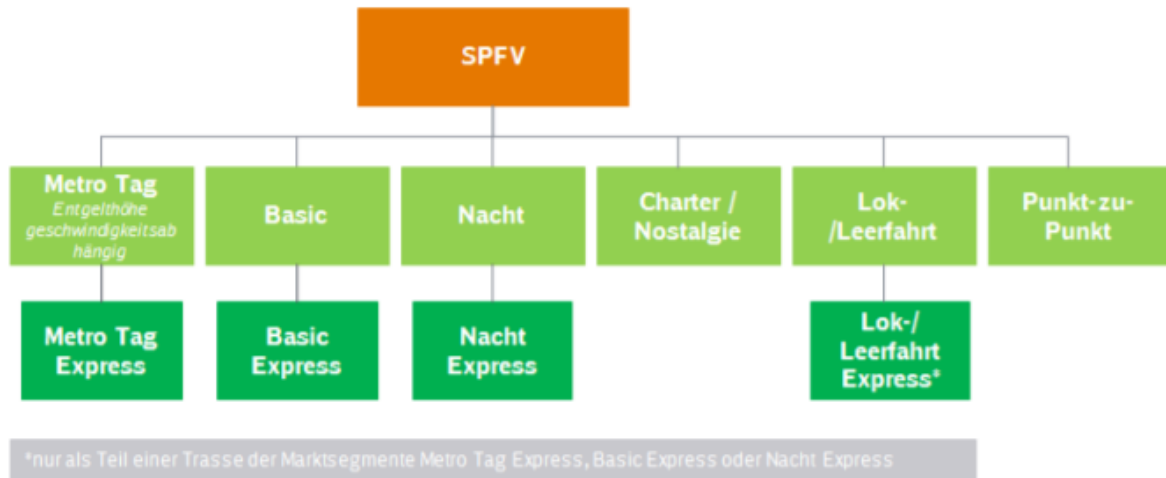 SPFV
Metro Tag
Entgelthöhe
geschwindigkeitsab
hängig
Basic
Nacht
Charter /
Nostalgie
Lok-
/Leerfahrt
Punkt-zu-
Punkt
Metro Tag
Express
Basic
Express
Nacht
Express
Lok-/
Leerfahrt
Express*
*nur als Teil einer Trasse der Marktsegmente Metro Tag Express, Basic Express oder Nacht Express